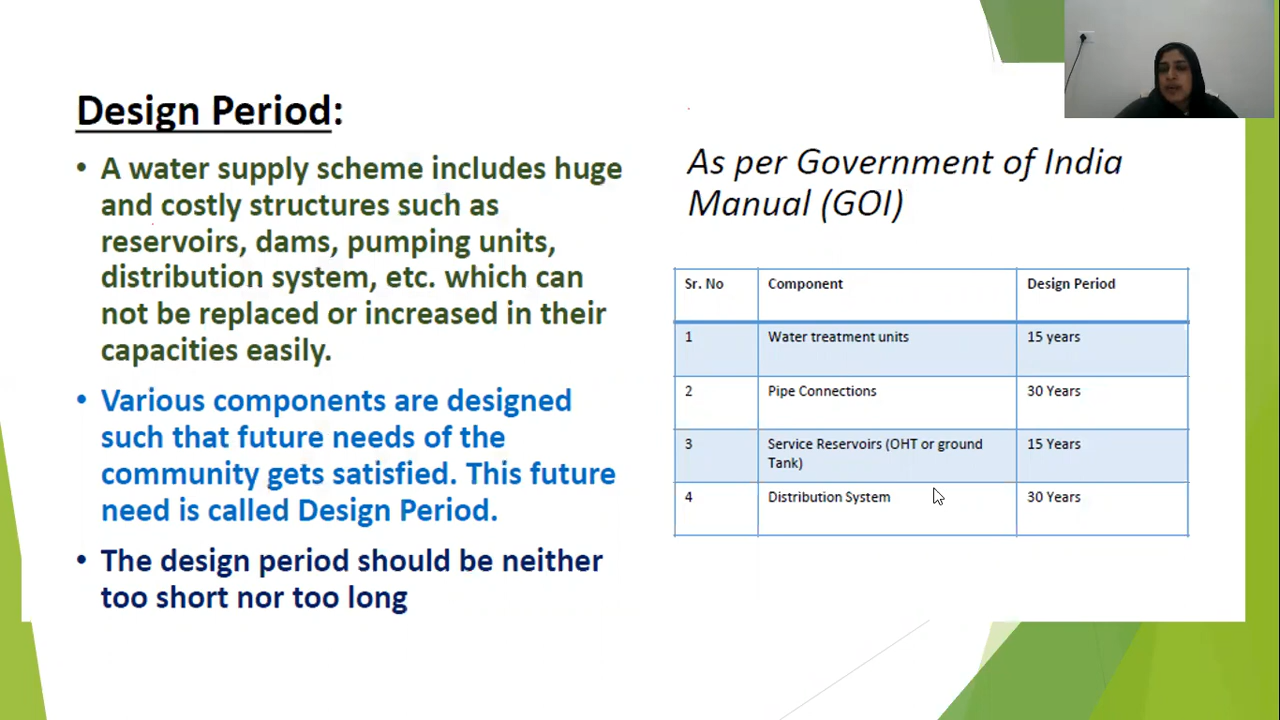 Design Period:
• A water supply scheme includes huge
and costly structures such as
reservoirs, dams, pumping units,
distribution system, etc. which can
not be replaced or increased in their
capacities easily.
• Various components are designed
such that future needs of the
community gets satisfied. This future
need is called Design Period.
• The design period should be neither
too short nor too long
As per Government of India
Manual (GOI)
Sr. No Component Design Period
1 Water treatment units 15 years
2 Pipe Connections 30 Years
3 Service Reservoirs (OHT or ground 15 Years
Tank)
4 Distribution System 30 Years